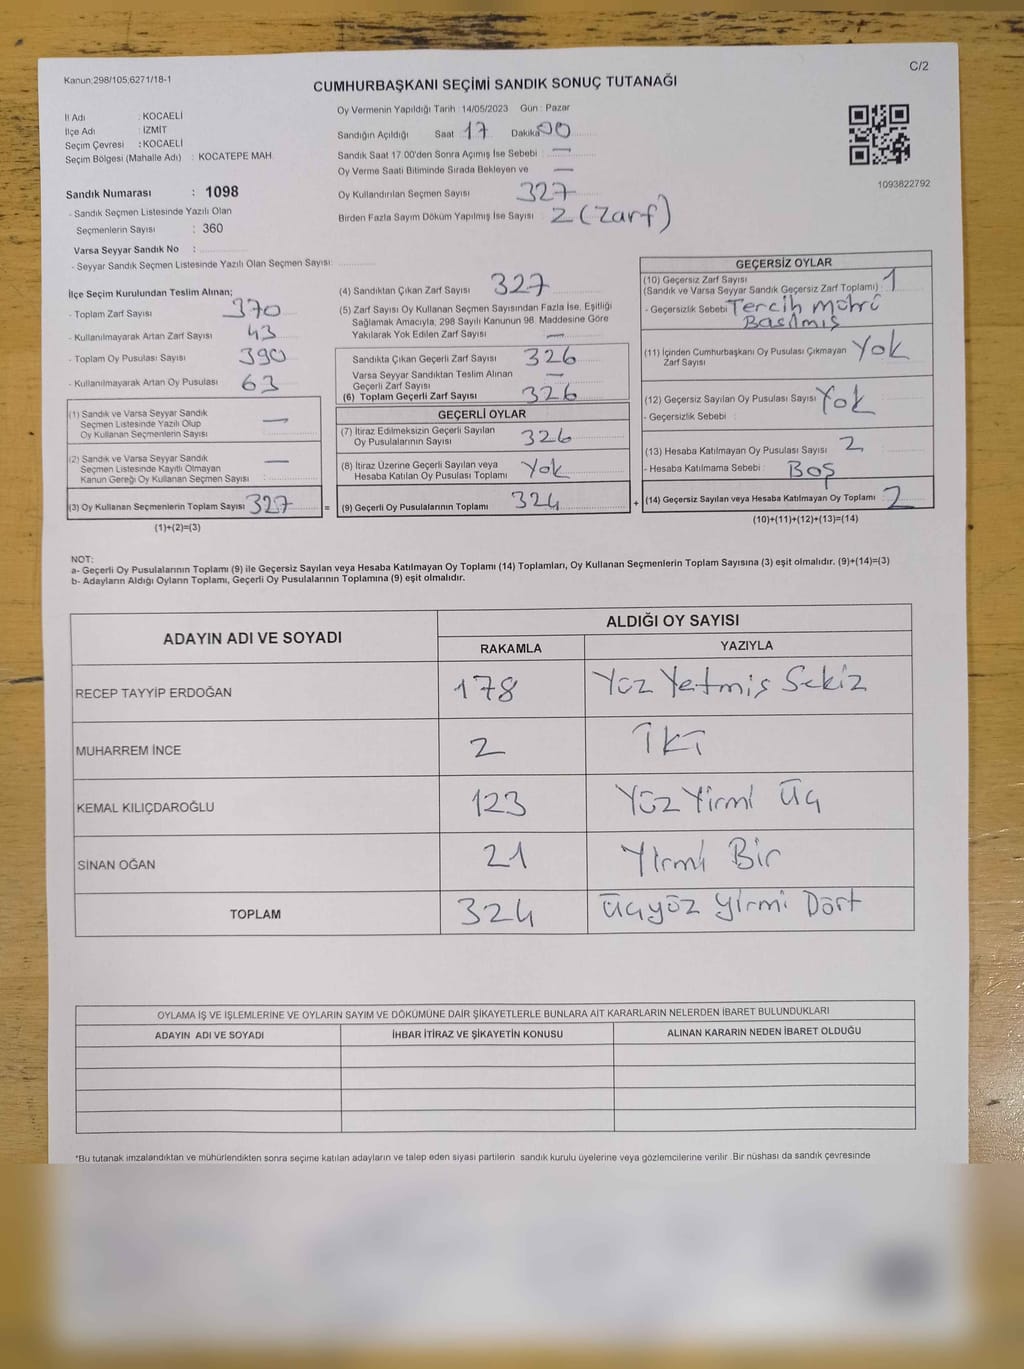 Kanun:298/105;6271/18-1
C/2
CUMHURBAŞKANI SEÇİMİ SANDIK SONUÇ TUTANAĞI
İl Adı : KOCAELİ
İlçe Adı : İZMİT
Seçim Çevresi : KOCAELİ
Seçim Bölgesi (Mahalle Adı) : KOCATEPE MAH.
Sandık Numarası : 1098
- Sandık Seçmen Listesinde Yazılı Olan
Seçmenlerin Sayısı : 360
Varsa Seyyar Sandık No :
- Seyyar Sandık Seçmen Listesinde Yazılı Olan Seçmen Sayısı:
Oy Vermenin Yapıldığı Tarih : 14/05/2023 Gün : Pazar
Sandığın Açıldığı Saat : 17 Dakika 00
Sandık Saat 17.00'den Sonra Açımış İse Sebebi : —
Oy Verme Saati Bitiminde Sırada Bekleyen ve —
Oy Kullandırılan Seçmen Sayısı 327
Birden Fazla Sayım Döküm Yapılmış İse Sayısı : 2 (Zarf)
1093822792
İlçe Seçim Kurulundan Teslim Alınan;
- Toplam Zarf Sayısı : 370
- Kullanılmayarak Artan Zarf Sayısı : 43
- Toplam Oy Pusulası Sayısı : 390
- Kullanılmayarak Artan Oy Pusulası : 63
(1) Sandık ve Varsa Seyyar Sandık
Seçmen Listesinde Yazılı Olup
Oy Kullanan Seçmenlerin Sayısı : —
(2) Sandık ve Varsa Seyyar Sandık
Seçmen Listesinde Kayıtlı Olmayan
Kanun Gereği Oy Kullanan Seçmen Sayısı : —
(3) Oy Kullanan Seçmenlerin Toplam Sayısı : 327
(1)+(2)=(3)
=
(4) Sandıktan Çıkan Zarf Sayısı : 327
(5) Zarf Sayısı Oy Kullanan Seçmen Sayısından Fazla İse, Eşitliği
Sağlamak Amacıyla, 298 Sayılı Kanunun 98. Maddesine Göre
Yakılarak Yok Edilen Zarf Sayısı : —
Sandıkta Çıkan Geçerli Zarf Sayısı : 326
Varsa Seyyar Sandıktan Teslim Alınan
Geçerli Zarf Sayısı : —
(6) Toplam Geçerli Zarf Sayısı : 326
GEÇERLİ OYLAR
(7) İtiraz Edilmeksizin Geçerli Sayılan
Oy Pusulalarının Sayısı : 326
(8) İtiraz Üzerine Geçerli Sayılan veya
Hesaba Katılan Oy Pusulası Toplamı : Yok
(9) Geçerli Oy Pusulalarının Toplamı : 324
+
GEÇERSİZ OYLAR
(10) Geçersiz Zarf Sayısı
(Sandık ve Varsa Seyyar Sandık Geçersiz Zarf Toplamı) : 1
- Geçersizlik Sebebi : Tercih Mührü
Basılmış
(11) İçinden Cumhurbaşkanı Oy Pusulası Çıkmayan
Zarf Sayısı : Yok
(12) Geçersiz Sayılan Oy Pusulası Sayısı : Yok
- Geçersizlik Sebebi :
(13) Hesaba Katılmayan Oy Pusulası Sayısı : 2
- Hesaba Katılmama Sebebi : Boş
(14) Geçersiz Sayılan veya Hesaba Katılmayan Oy Toplamı : 2
(10)+(11)+(12)+(13)=(14)
NOT:
a- Geçerli Oy Pusulalarının Toplamı (9) ile Geçersiz Sayılan veya Hesaba Katılmayan Oy Toplamı (14) Toplamları, Oy Kullanan Seçmenlerin Toplam Sayısına (3) eşit olmalıdır. (9)+(14)=(3)
b- Adayların Aldığı Oyların Toplamı, Geçerli Oy Pusulalarının Toplamına (9) eşit olmalıdır.
ADAYIN ADI VE SOYADI ALDIĞI OY SAYISI
RAKAMLA YAZIYLA
RECEP TAYYİP ERDOĞAN 178 Yüz Yetmiş Sekiz
MUHARREM İNCE 2 İki
KEMAL KILIÇDAROĞLU 123 Yüz Yirmi Üç
SİNAN OĞAN 21 Yirmi Bir
TOPLAM 324 Üçyüz yirmi Dört
OYLAMA İŞ VE İŞLEMLERİNE VE OYLARIN SAYIM VE DÖKÜMÜNE DAİR ŞİKAYETLERLE BUNLARA AİT KARARLARIN NELERDEN İBARET BULUNDUKLARI
ADAYIN ADI VE SOYADI İHBAR İTİRAZ VE ŞİKAYETİN KONUSU ALINAN KARARIN NEDEN İBARET OLDUĞU
*Bu tutanak imzalandıktan ve mühürlendikten sonra seçime katılan adayların ve talep eden siyasi partilerin sandık kurulu üyelerine veya gözlemcilerine verilir .Bir nüshası da sandık çevresinde